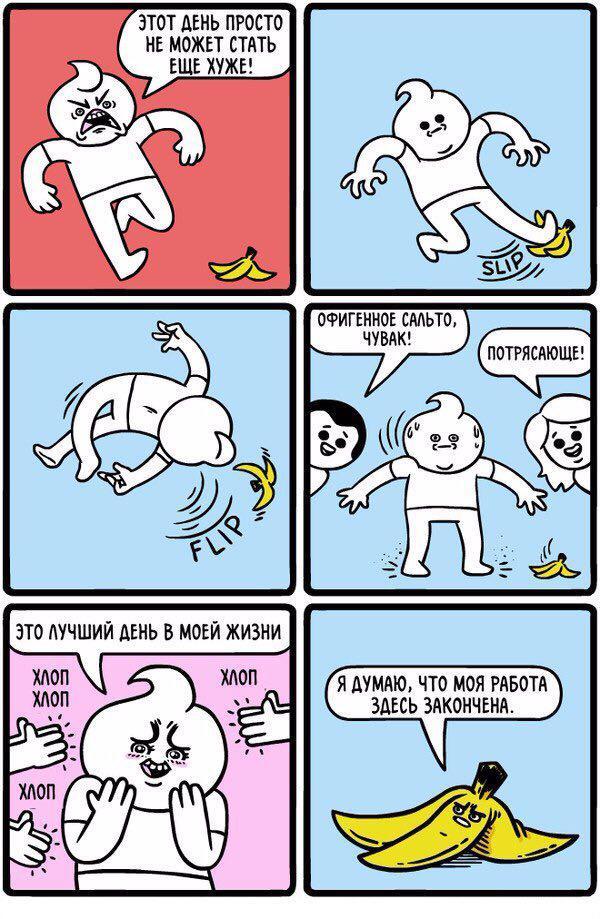 ЭТОТ ДЕНЬ ПРОСТО
НЕ МОЖЕТ СТАТЬ
ЕЩЕ ХУЖЕ!
SLIP
FLIP
ОФИГЕННОЕ САЛЬТО,
ЧУВАК!
ПОТРЯСАЮЩЕ!
ЭТО ЛУЧШИЙ ДЕНЬ В МОЕЙ ЖИЗНИ
ХЛОП
ХЛОП
ХЛОП
ХЛОП
Я ДУМАЮ, ЧТО МОЯ РАБОТА
ЗДЕСЬ ЗАКОНЧЕНА.